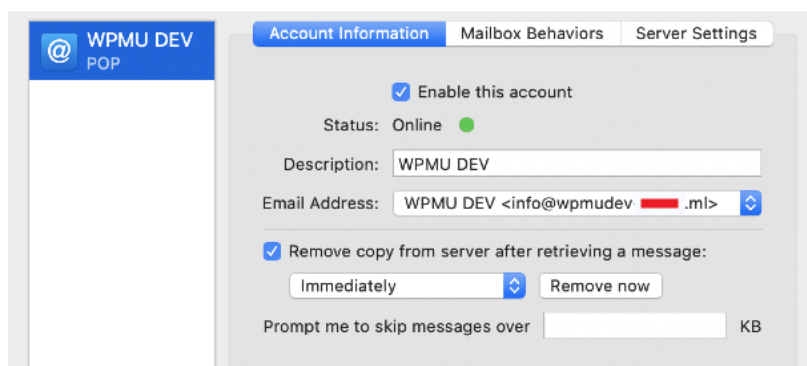 WPMU DEV
POP
Account Information Mailbox Behaviors Server Settings
Enable this account
Status: Online
Description: WPMU DEV
Email Address: WPMU DEV <info@wpmudev- .ml>
Remove copy from server after retrieving a message:
Immediately Remove now
Prompt me to skip messages over KB